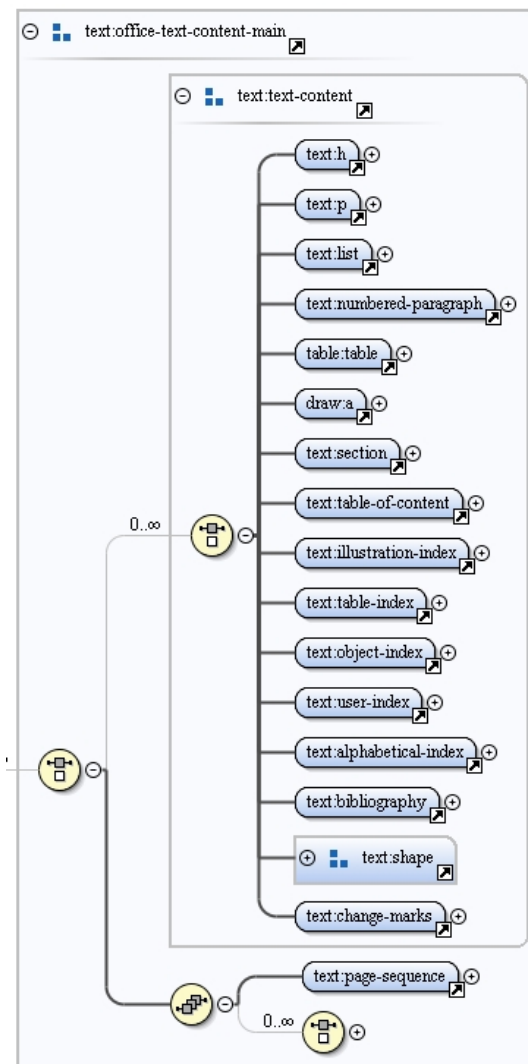 text:office-text-content-main
text:text-content
text:h
text:p
text:list
text:numbered-paragraph
table:table
draw:a
text:section
text:table-of-content
0..∞
text:illustration-index
text:table-index
text:object-index
text:user-index
text:alphabetical-index
text:bibliography
text:shape
text:change-marks
text:page-sequence
0..∞